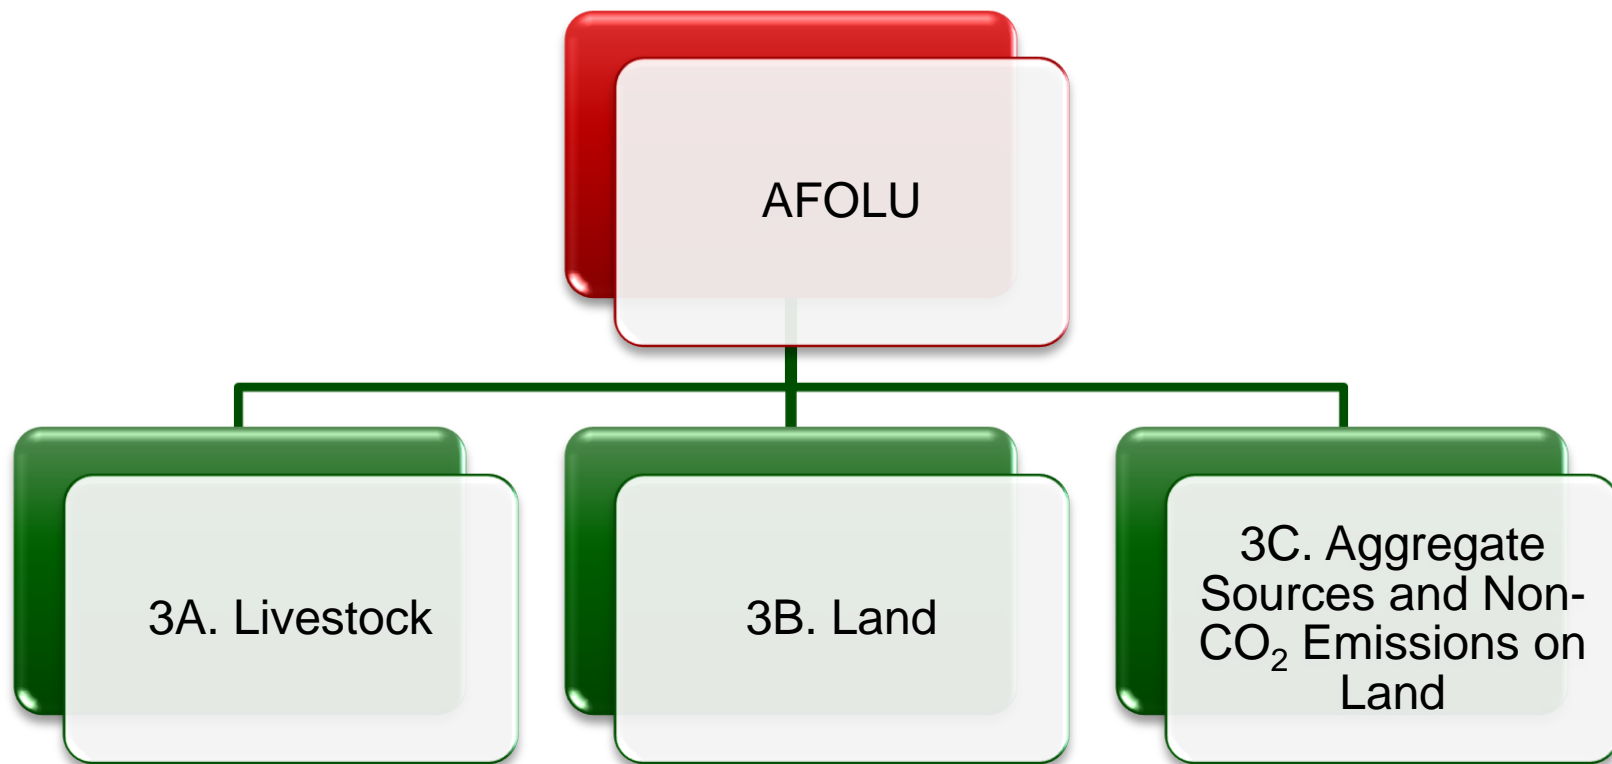 AFOLU
3A. Livestock
3B. Land
3C. Aggregate
Sources and Non-
CO₂ Emissions on
Land